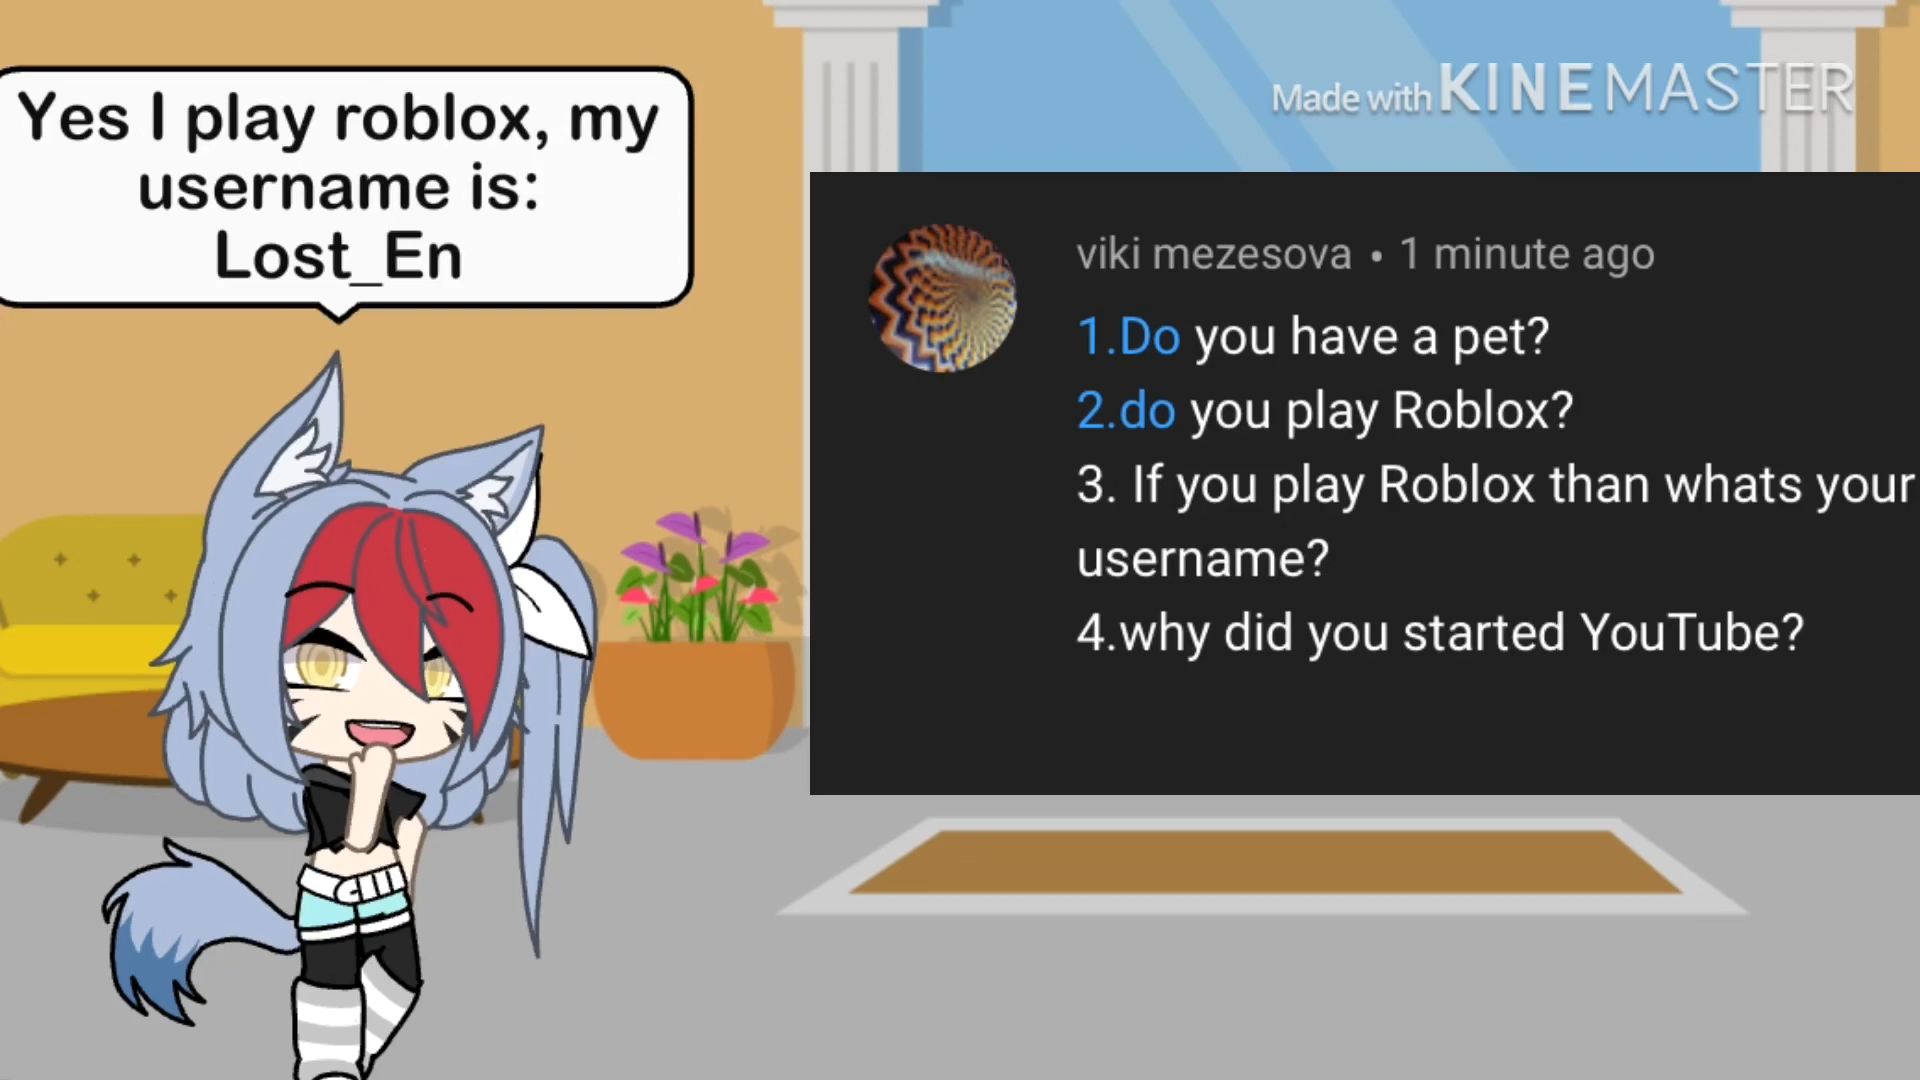 Made with KINEMASTER
Yes I play roblox, my
username is:
Lost_En
viki mezesova • 1 minute ago
1.Do you have a pet?
2.do you play Roblox?
3. If you play Roblox than whats your
username?
4.why did you started YouTube?